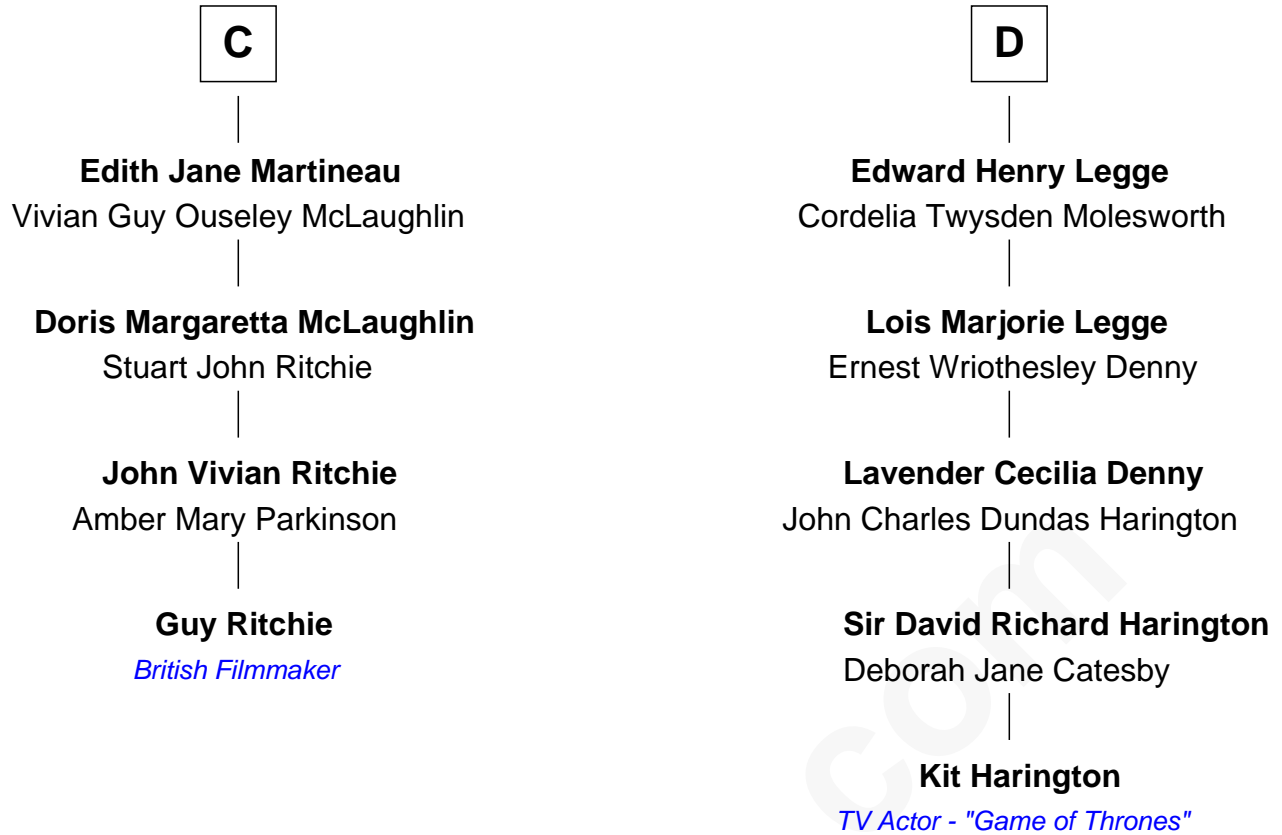 C
Edith Jane Martineau
Vivian Guy Ouseley McLaughlin
Doris Margaretta McLaughlin
Stuart John Ritchie
John Vivian Ritchie
Amber Mary Parkinson
Guy Ritchie
British Filmmaker
D
Edward Henry Legge
Cordelia Twysden Molesworth
Lois Marjorie Legge
Ernest Wriothesley Denny
Lavender Cecilia Denny
John Charles Dundas Harington
Sir David Richard Harington
Deborah Jane Catesby
Kit Harington
TV Actor - "Game of Thrones"
com